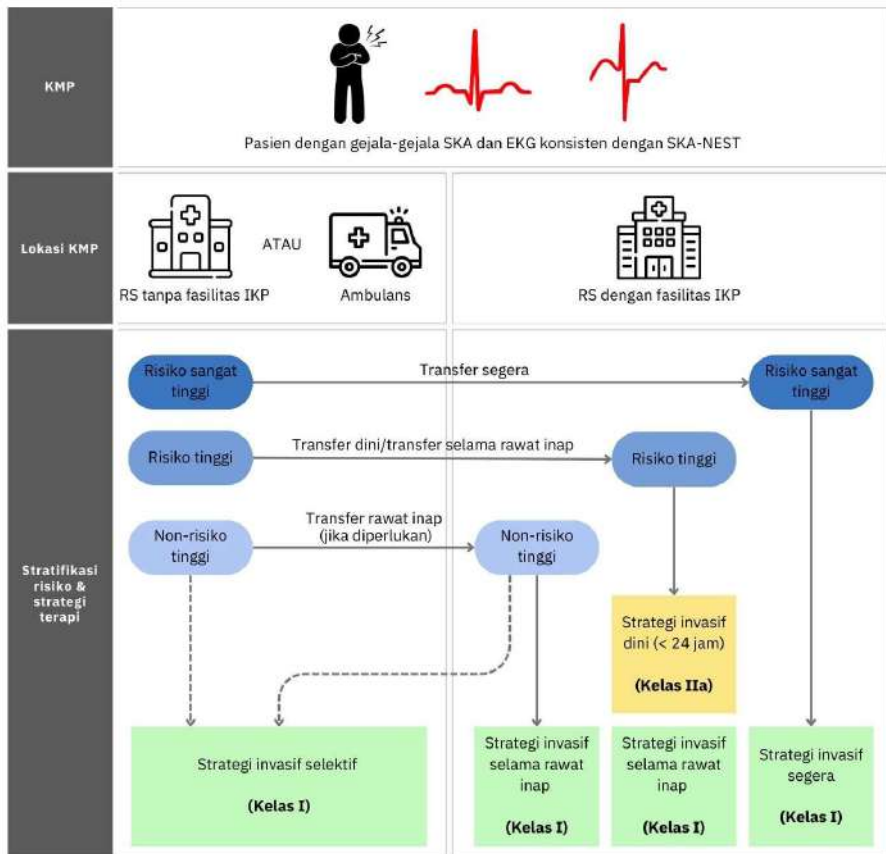 KMP
Pasien dengan gejala-gejala SKA dan EKG konsisten dengan SKA-NEST
Lokasi KMP
RS tanpa fasilitas IKP
ATAU
Ambulans
RS dengan fasilitas IKP
Stratifikasi
risiko &
strategi
terapi
Risiko sangat
tinggi
Transfer segera
Risiko sangat
tinggi
Risiko tinggi
Transfer dini/transfer selama rawat inap
Risiko tinggi
Non-risiko
tinggi
Transfer rawat inap
(jika diperlukan)
Non-risiko
tinggi
Strategi invasif
dini (< 24 jam)
(Kelas IIa)
Strategi invasif selektif
(Kelas I)
Strategi invasif
selama rawat
inap
(Kelas I)
Strategi invasif
selama rawat
inap
(Kelas I)
Strategi invasif
segera
(Kelas I)